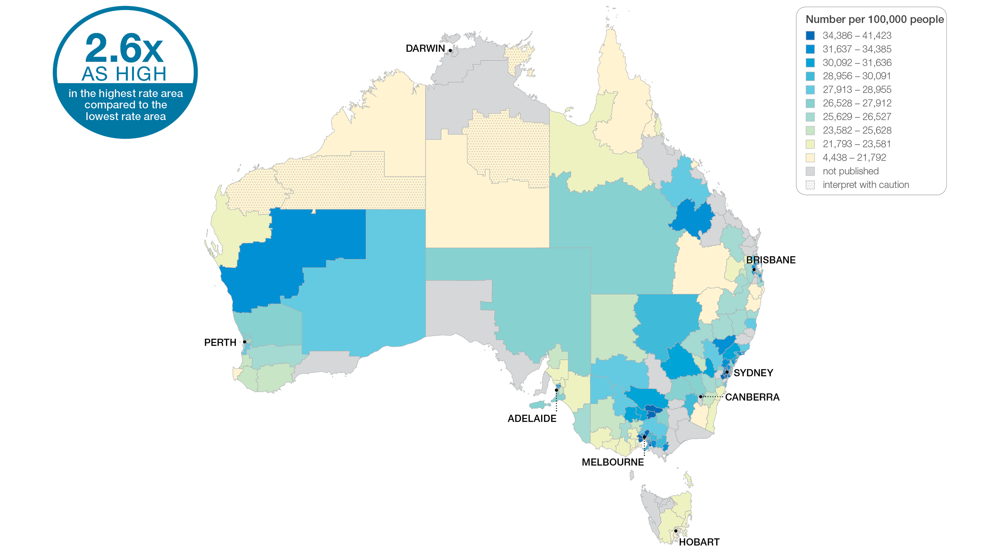 2.6x
AS HIGH
in the highest rate area
compared to the
lowest rate area
Number per 100,000 people
34,386 – 41,423
31,637 – 34,385
30,092 – 31,636
28,956 – 30,091
27,913 – 28,955
26,528 – 27,912
25,629 – 26,527
23,582 – 25,628
21,793 – 23,581
4,438 – 21,792
not published
interpret with caution
DARWIN
BRISBANE
PERTH
SYDNEY
CANBERRA
ADELAIDE
MELBOURNE
HOBART